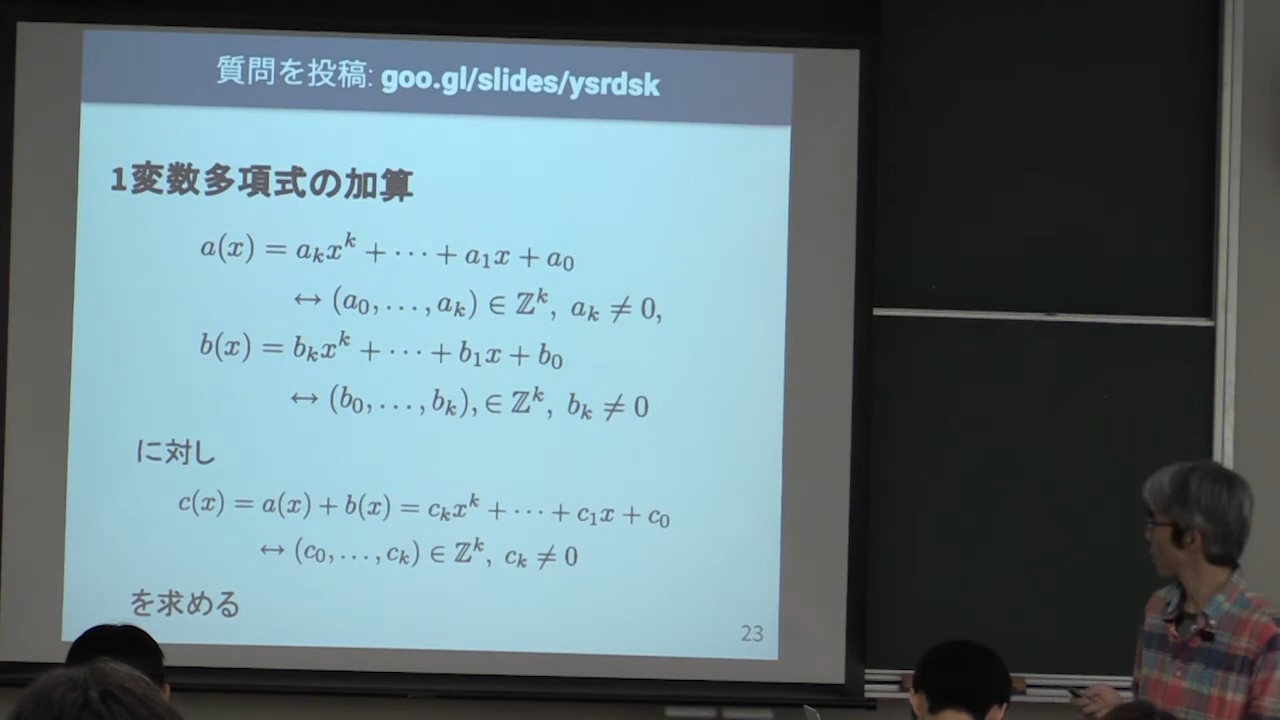 質問を投稿: goo.gl/slides/ysrdsk
1変数多項式の加算
a(x) = a_k x^k + ⋯ + a_1 x + a_0
↔ (a_0, …, a_k) ∈ ℤ^k, a_k ≠ 0,
b(x) = b_k x^k + ⋯ + b_1 x + b_0
↔ (b_0, …, b_k), ∈ ℤ^k, b_k ≠ 0
に対し
c(x) = a(x) + b(x) = c_k x^k + ⋯ + c_1 x + c_0
↔ (c_0, …, c_k) ∈ ℤ^k, c_k ≠ 0
を求める
23